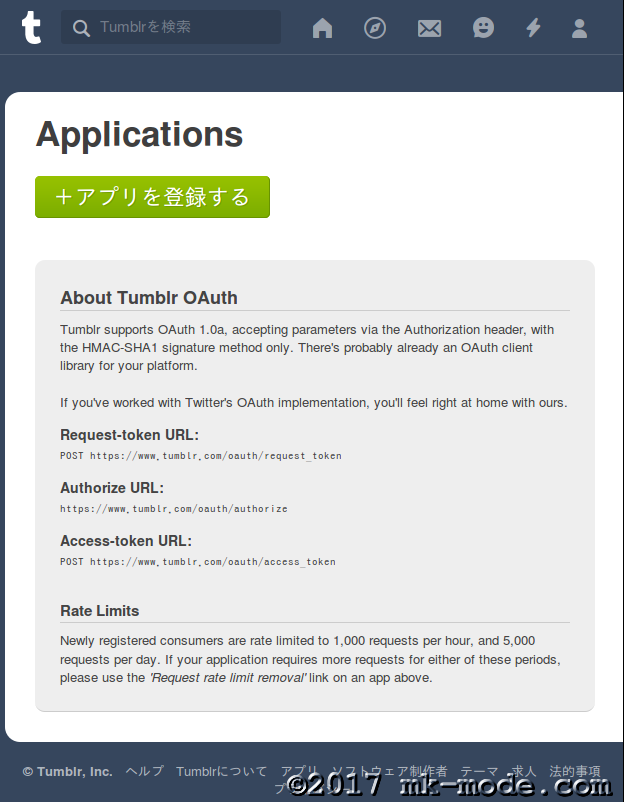 t
Tumblrを検索
Applications
＋アプリを登録する
About Tumblr OAuth
Tumblr supports OAuth 1.0a, accepting parameters via the Authorization header, with
the HMAC-SHA1 signature method only. There's probably already an OAuth client
library for your platform.
If you've worked with Twitter's OAuth implementation, you'll feel right at home with ours.
Request-token URL:
POST https://www.tumblr.com/oauth/request_token
Authorize URL:
https://www.tumblr.com/oauth/authorize
Access-token URL:
POST https://www.tumblr.com/oauth/access_token
Rate Limits
Newly registered consumers are rate limited to 1,000 requests per hour, and 5,000
requests per day. If your application requires more requests for either of these periods,
please use the 'Request rate limit removal' link on an app above.
© Tumblr, Inc. ヘルプ Tumblrについて アプリ ソフトウェア制作者 テーマ 求人 法的事項
©2017 mk-mode.com